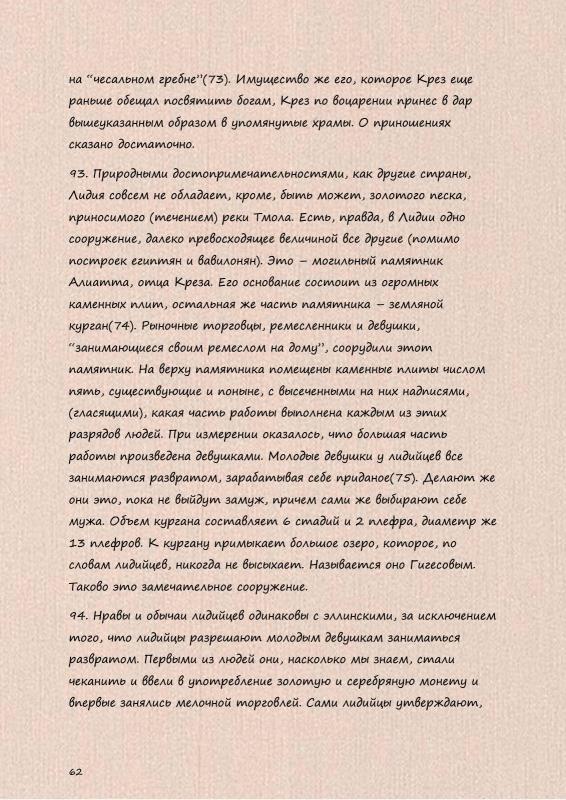 на “чесальном гребне”(73). Имущество же его, которое Крез еще
раньше обещал посвятить богам, Крез по воцарении принес в дар
вышеуказанным образом в упомянутые храмы. О приношениях
сказано достаточно.
93. Природными достопримечательностями, как другие страны,
Лидия совсем не обладает, кроме, быть может, золотого песка,
приносимого (течением) реки Тмола. Есть, правда, в Лидии одно
сооружение, далеко превосходящее величиной все другие (помимо
построек египтян и вавилонян). Это – могильный памятник
Алиатта, отца Креза. Его основание состоит из огромных
каменных плит, остальная же часть памятника – земляной
курган(74). Рыночные торговцы, ремесленники и девушки,
“занимающиеся своим ремеслом на дому”, соорудили этот
памятник. На верху памятника помещены каменные плиты числом
пять, существующие и поныне, с высеченными на них надписями,
(гласящими), какая часть работы выполнена каждым из этих
разрядов людей. При измерении оказалось, что большая часть
работы произведена девушками. Молодые девушки у лидийцев все
занимаются развратом, зарабатывая себе приданое(75). Делают же
они это, пока не выйдут замуж, причем сами же выбирают себе
мужа. Объем кургана составляет 6 стадий и 2 плефра, диаметр же
13 плефров. К кургану примыкает большое озеро, которое, по
словам лидийцев, никогда не высыхает. Называется оно Гигесовым.
Таково это замечательное сооружение.
94. Нравы и обычаи лидийцев одинаковы с эллинскими, за исключением
того, что лидийцы разрешают молодым девушкам заниматься
развратом. Первыми из людей они, насколько мы знаем, стали
чеканить и ввели в употребление золотую и серебряную монету и
впервые занялись мелочной торговлей. Сами лидийцы утверждают,
62